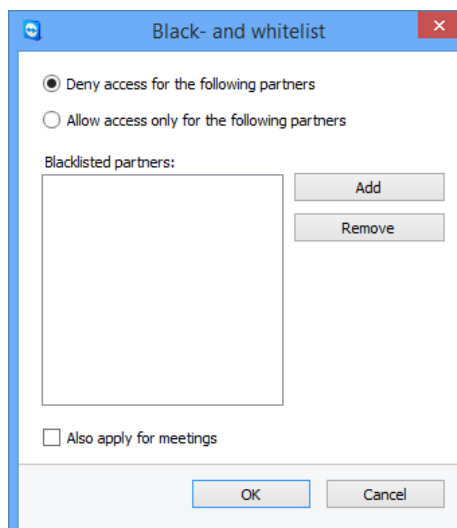 Black- and whitelist
Deny access for the following partners
Allow access only for the following partners
Blacklisted partners:
Add
Remove
Also apply for meetings
OK
Cancel